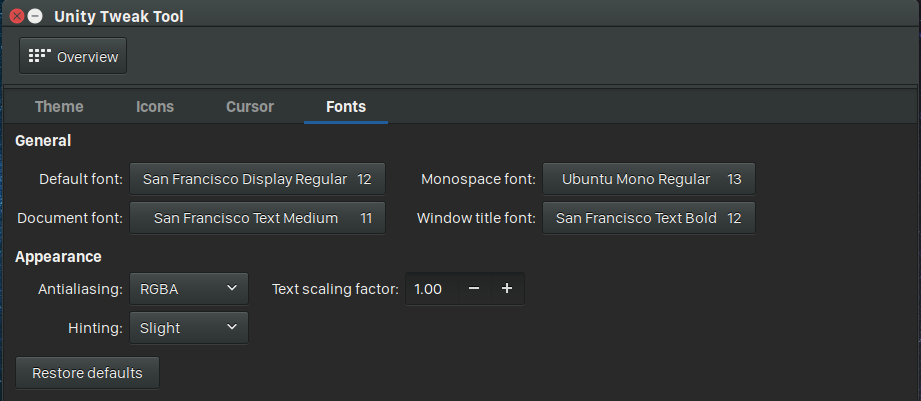 Unity Tweak Tool
Overview
Theme Icons Cursor Fonts
General
Default font: San Francisco Display Regular 12 Monospace font: Ubuntu Mono Regular 13
Document font: San Francisco Text Medium 11 Window title font: San Francisco Text Bold 12
Appearance
Antialiasing: RGBA Text scaling factor: 1.00 − +
Hinting: Slight
Restore defaults